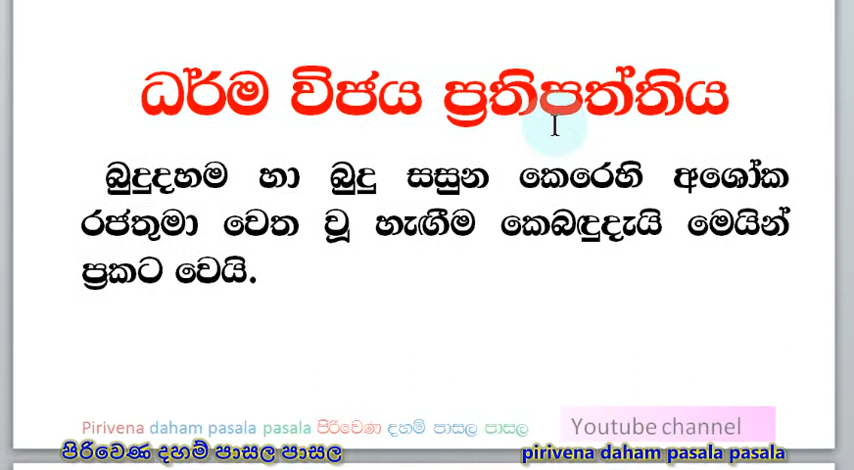 ධර්ම විජය ප්‍රතිපත්තිය
බුදුදහම හා බුදු සසුන කෙරෙහි අශෝක
රජතුමා වෙත වූ හැඟීම කෙබඳුදැයි මෙයින්
ප්‍රකට වෙයි.
Pirivena daham pasala pasala පිරිවෙණ දහම් පාසල පාසල
Youtube channel
පිරිවෙණ දහම් පාසල පාසල
pirivena daham pasala pasala